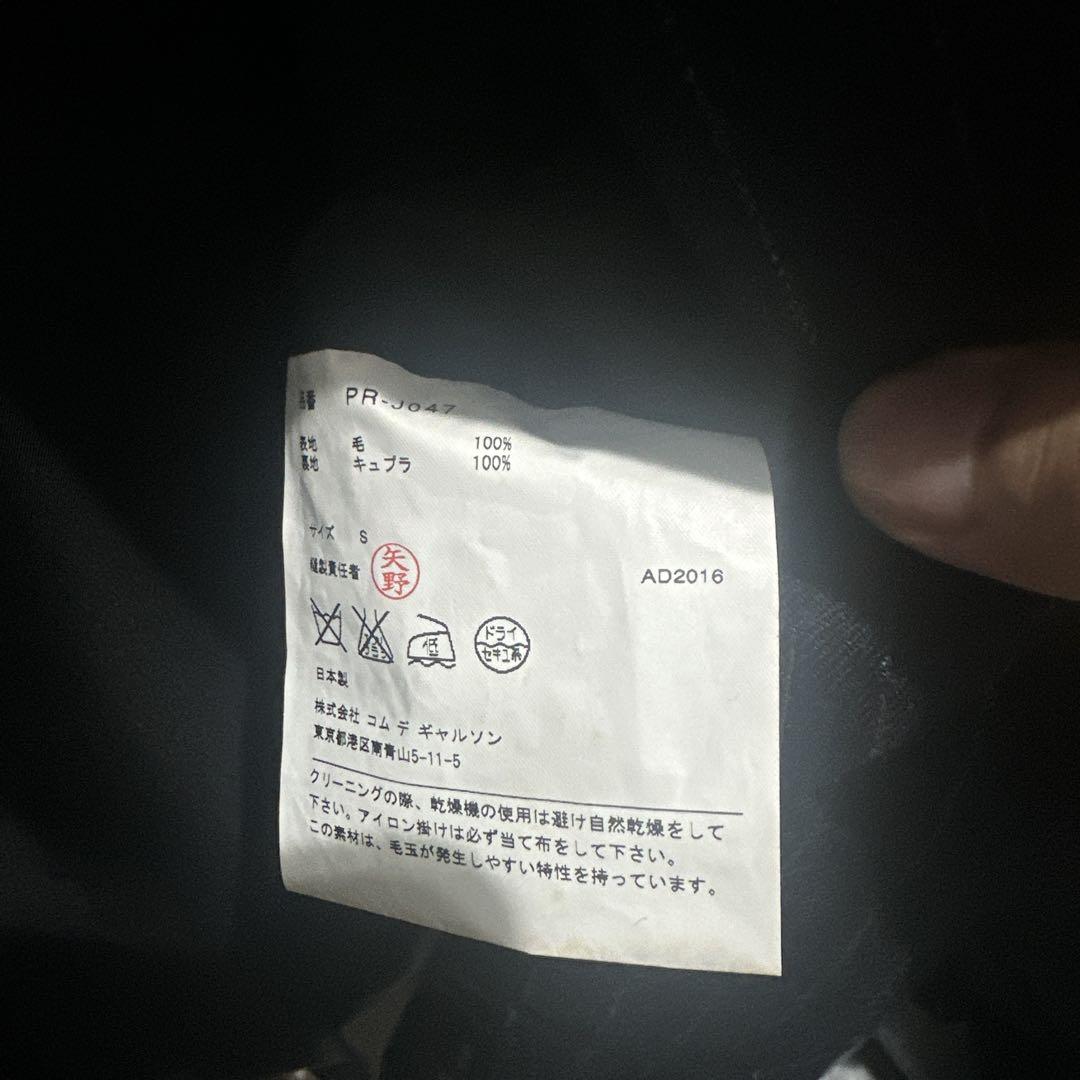 品番 PR-J047
表地 毛 100%
裏地 キュプラ 100%
サイズ S
縫製責任者 矢野
AD2016
低
ドライ
セキユ系
日本製
株式会社 コム デ ギャルソン
東京都港区南青山5-11-5
クリーニングの際、乾燥機の使用は避け自然乾燥をして
下さい。アイロン掛けは必ず当て布をして下さい。
この素材は、毛玉が発生しやすい特性を持っています。